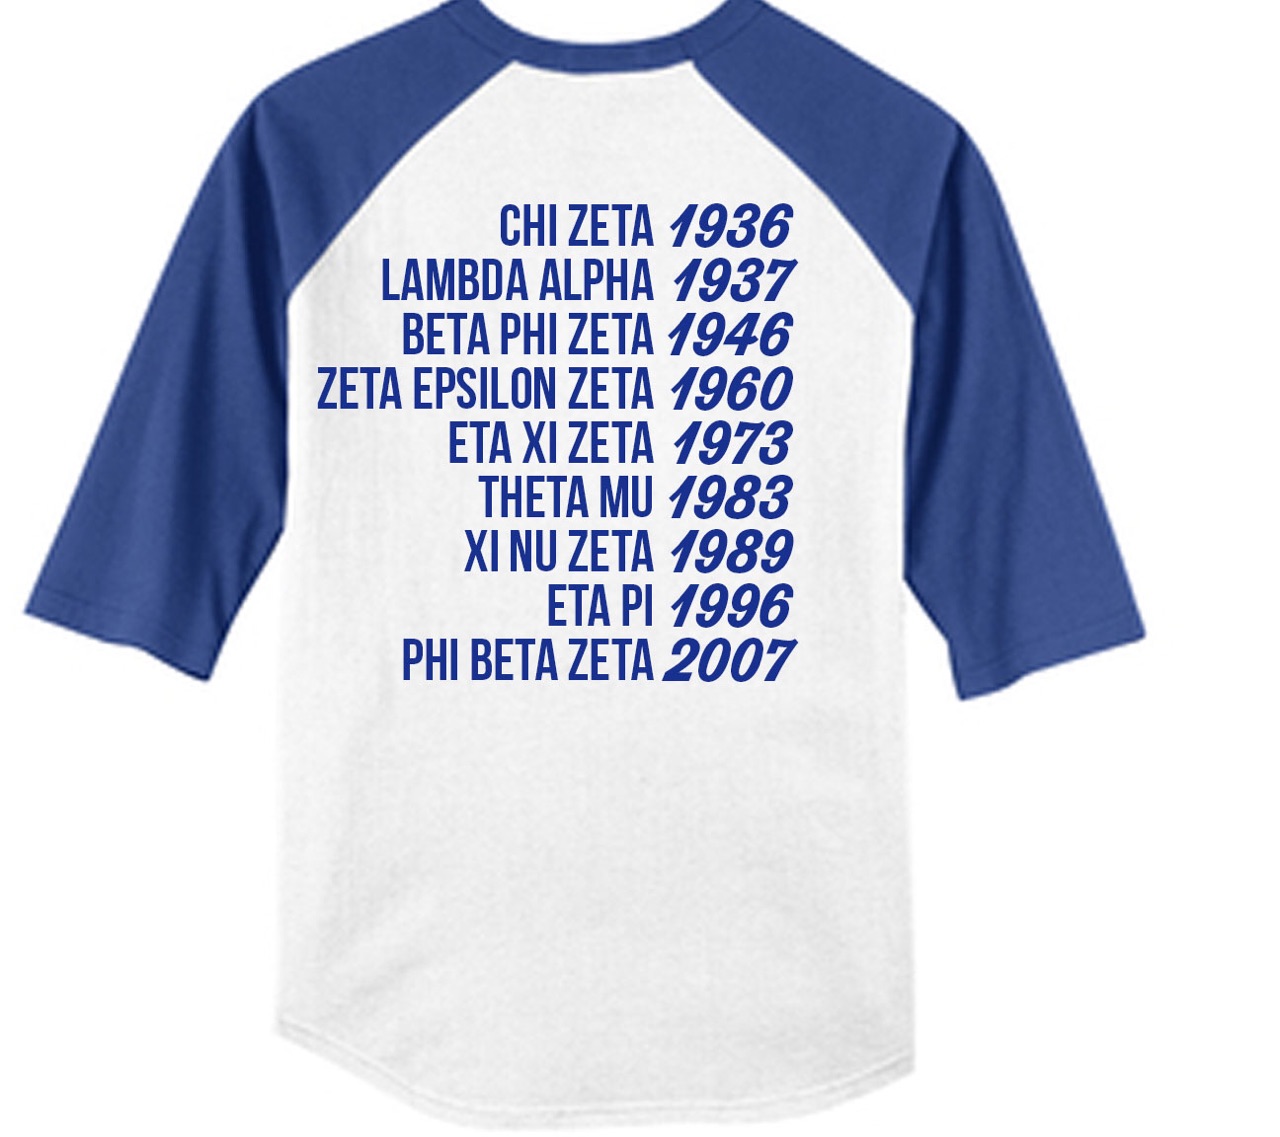 CHI ZETA 1936
LAMBDA ALPHA 1937
BETA PHI ZETA 1946
ZETA EPSILON ZETA 1960
ETA XI ZETA 1973
THETA MU 1983
XI NU ZETA 1989
ETA PI 1996
PHI BETA ZETA 2007